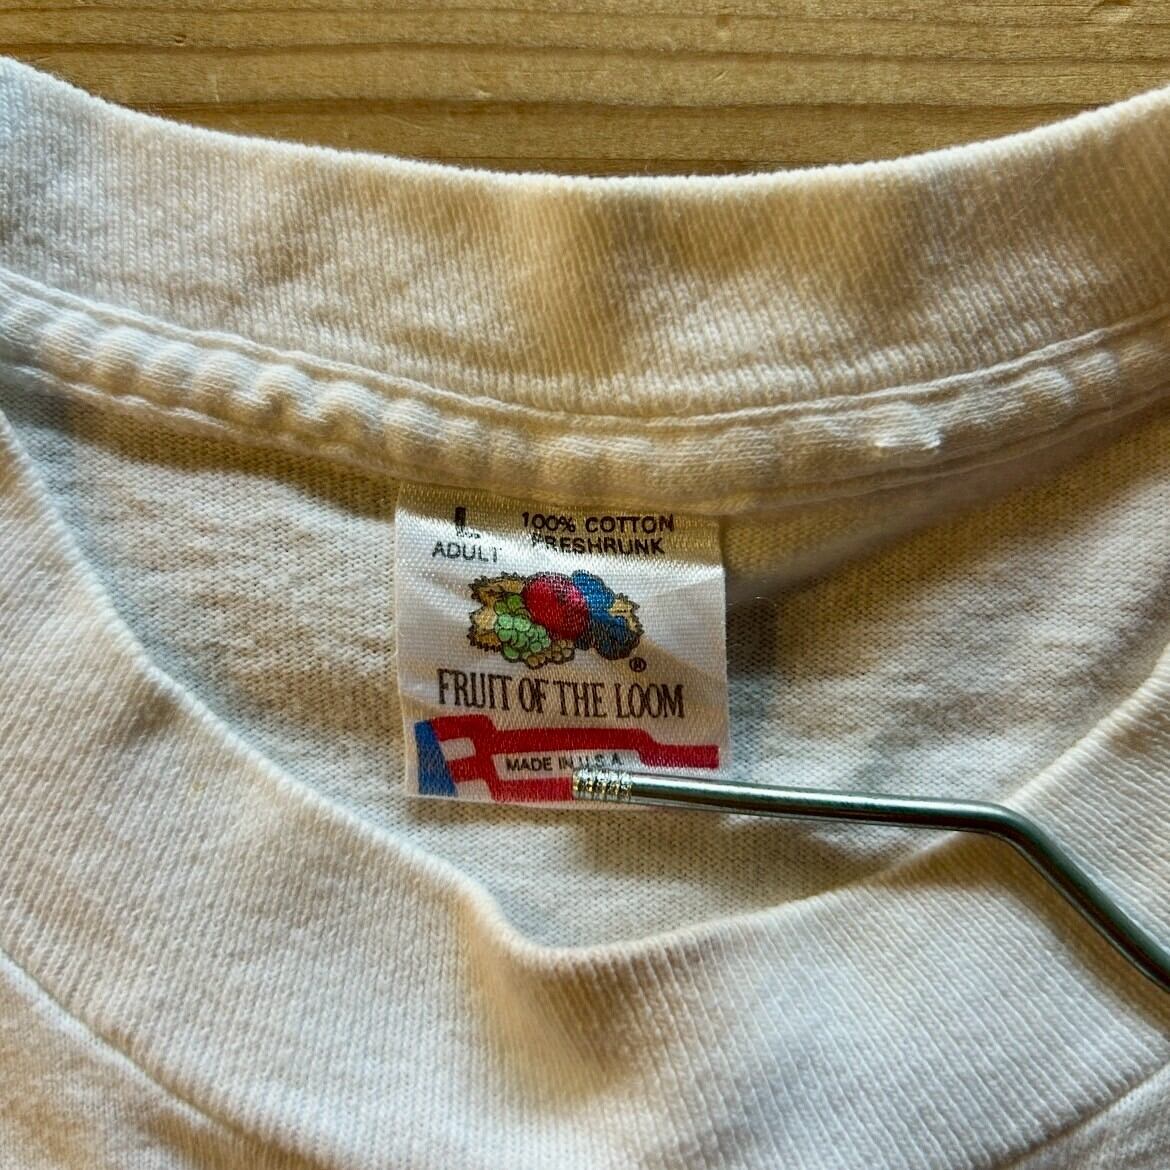 L 100% COTTON
ADULT PRESHRUNK
®
FRUIT OF THE LOOM
MADE IN U.S.A.